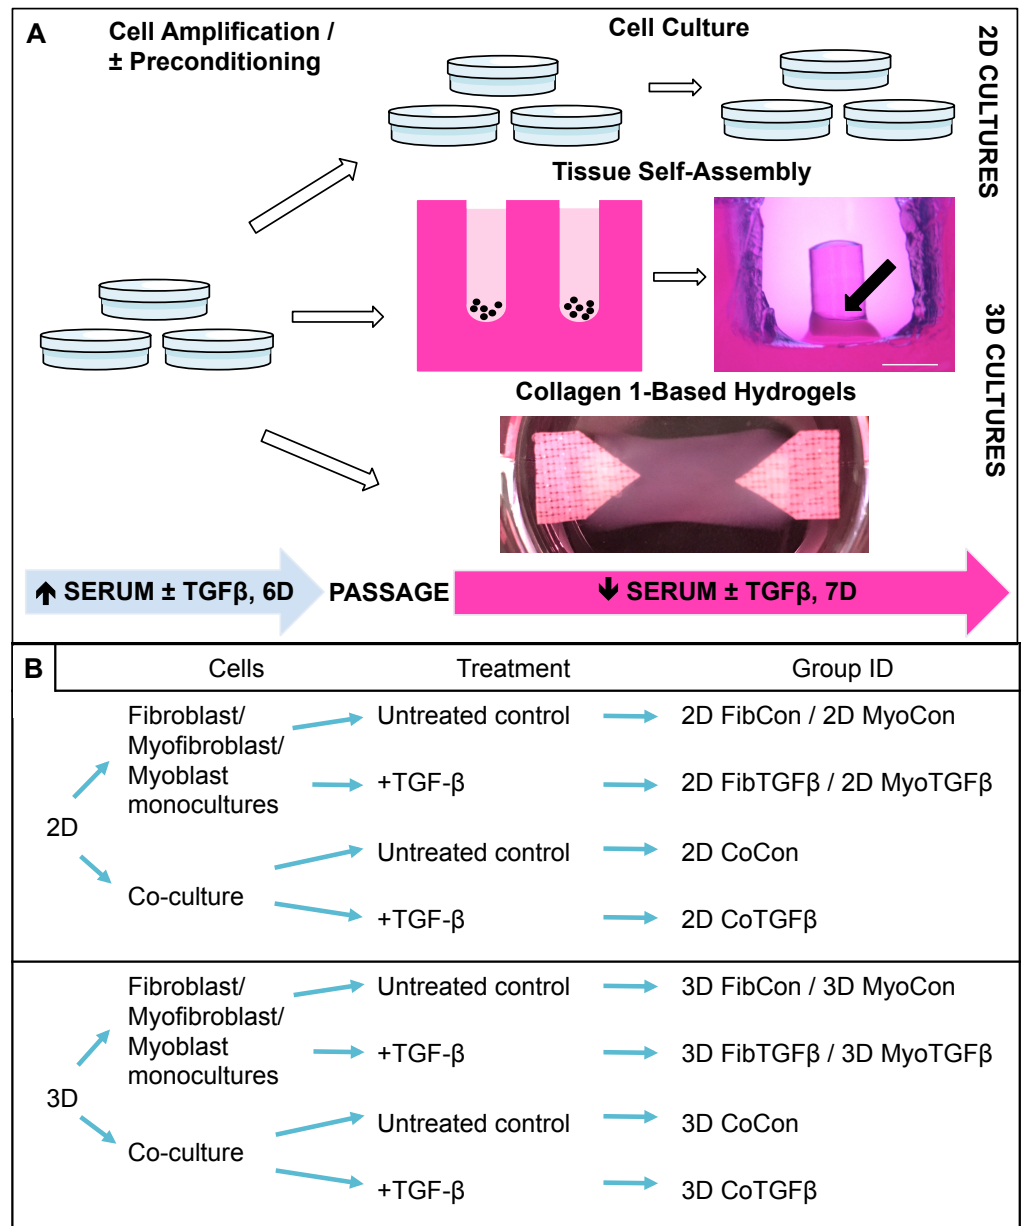 A
Cell Amplification /
± Preconditioning
Cell Culture
2D CULTURES
Tissue Self-Assembly
3D CULTURES
Collagen 1-Based Hydrogels
🡹 SERUM ± TGFβ, 6D
PASSAGE
🡻 SERUM ± TGFβ, 7D
B
Cells
Treatment
Group ID
2D
Fibroblast/
Myofibroblast/
Myoblast
monocultures
Untreated control
2D FibCon / 2D MyoCon
+TGF-β
2D FibTGFβ / 2D MyoTGFβ
Co-culture
Untreated control
2D CoCon
+TGF-β
2D CoTGFβ
3D
Fibroblast/
Myofibroblast/
Myoblast
monocultures
Untreated control
3D FibCon / 3D MyoCon
+TGF-β
3D FibTGFβ / 3D MyoTGFβ
Co-culture
Untreated control
3D CoCon
+TGF-β
3D CoTGFβ